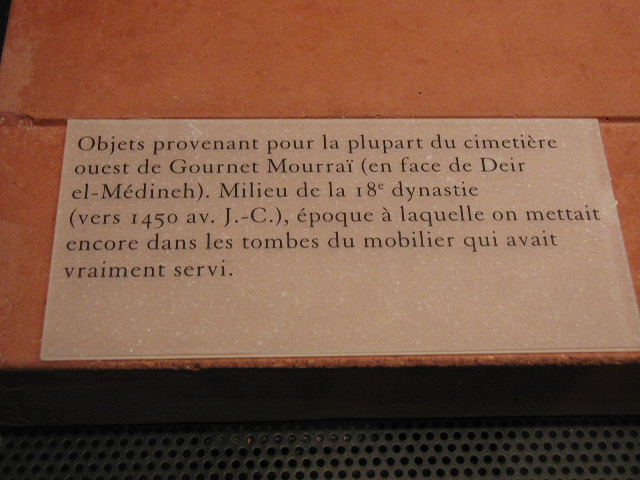 Objets provenant pour la plupart du cimetière
ouest de Gournet Mourraï (en face de Deir
el-Médineh). Milieu de la 18ᵉ dynastie
(vers 1450 av. J.-C.), époque à laquelle on mettait
encore dans les tombes du mobilier qui avait
vraiment servi.